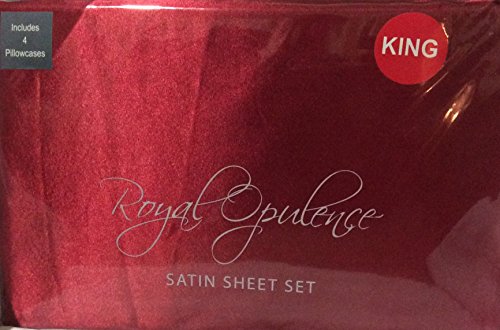 Includes
4
Pillowcases
KING
Royal Opulence
SATIN SHEET SET